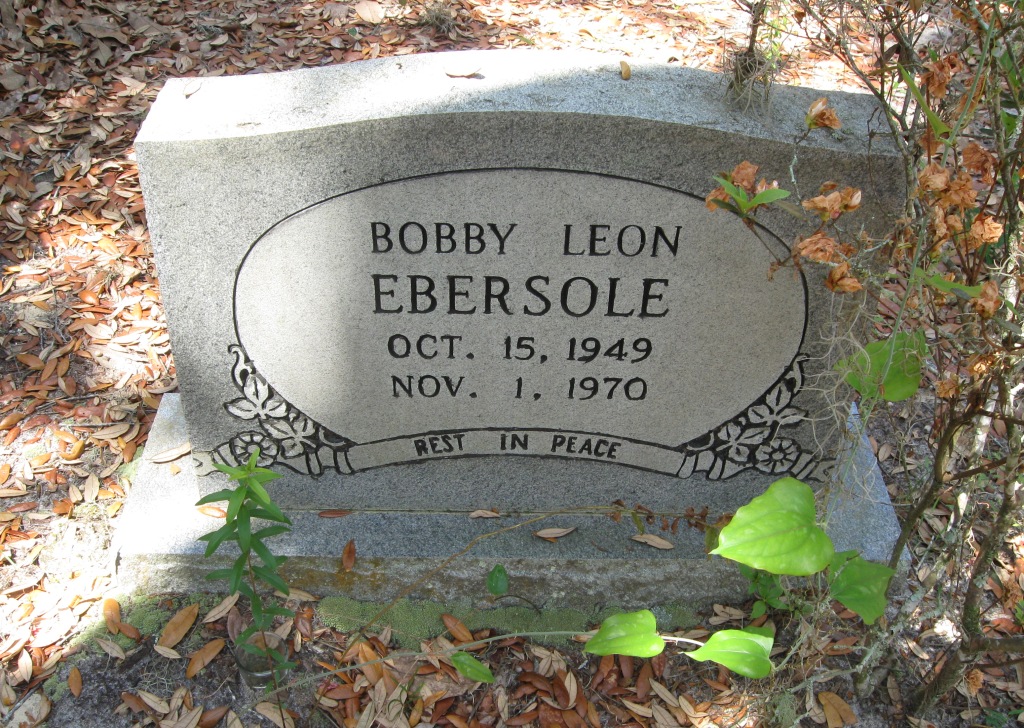 BOBBY LEON
EBERSOLE
OCT. 15, 1949
NOV. 1, 1970
REST IN PEACE